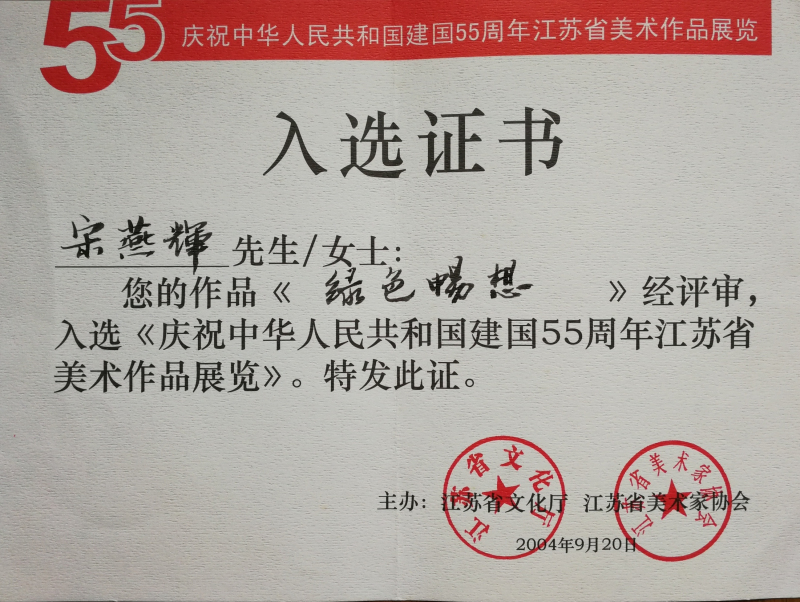 55 庆祝中华人民共和国建国55周年江苏省美术作品展览
入选证书
宋燕輝 先生/女士:
您的作品《 绿色暢想 》经评审,
入选《庆祝中华人民共和国建国55周年江苏省
美术作品展览》。特发此证。
江苏省文化厅
江苏省美术家协会
主办: 江苏省文化厅 江苏省美术家协会
2004年9月20日